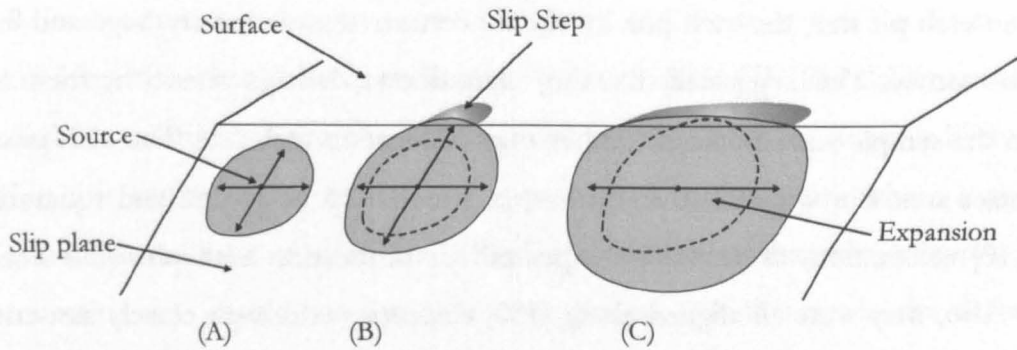 Surface
Slip Step
Source
Expansion
Slip plane
(A)
(B)
(C)